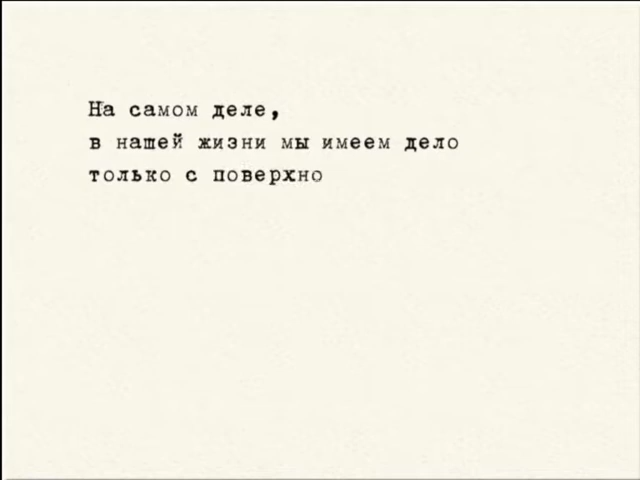 На самом деле,
в нашей жизни мы имеем дело
только с поверхно